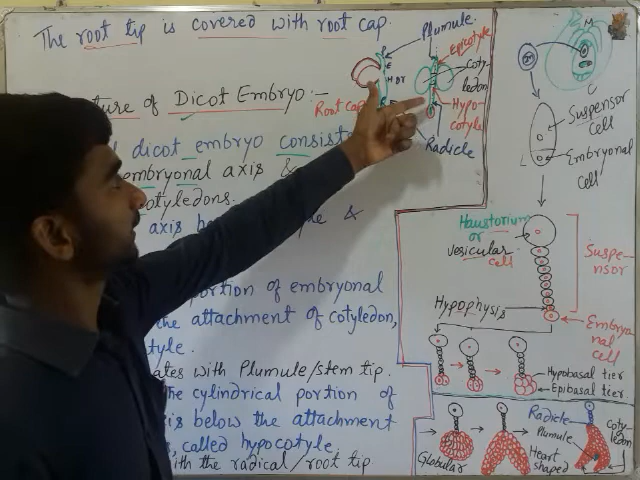 The root tip is covered with root cap.
of Dicot Embryo:-
dicot embryo consists
embryonal axis &
cotyledons.
axis
&
portion of embryonal
the attachment of cotyledon,
tyle.
ates with Plumule/stem tip.
the cylindrical portion of
below the attachment
called hypocotyle.
with the radical/root tip
Plumule
Epicotyle
Coty-
ledon
Root cap
Hypo-
cotyle
Radicle
M
C
Suspensor
cell
Embryonal
cell
Haustorium
or
vesicular cell
Suspe-
nsor
Hypophysis
Embryo
nal
cell
Hypobasal tier
Epibasal tier
Globular
Heart
shaped
Radicle
Plumule
Coty-
ledon